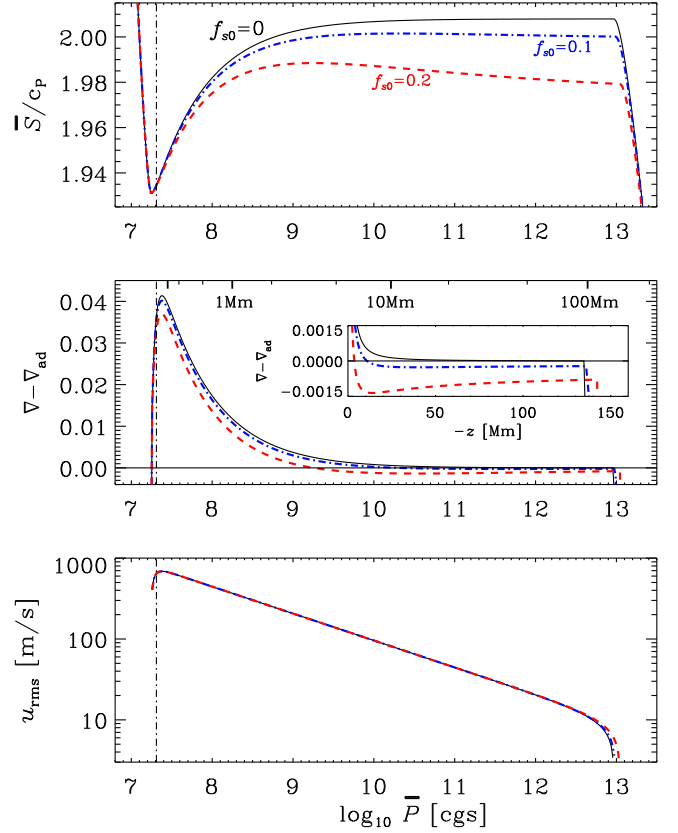 2.00
1.98
1.96
1.94
S̅/c_P
f_s0=0
f_s0=0.1
f_s0=0.2
7 8 9 10 11 12 13
0.04
0.03
0.02
0.01
0.00
∇−∇_ad
1Mm 10Mm 100Mm
0.0015
0.0000
−0.0015
∇−∇_ad
0 50 100 150
−z [Mm]
7 8 9 10 11 12 13
1000
100
10
u_rms [m/s]
7 8 9 10 11 12 13
log₁₀ P̅ [cgs]